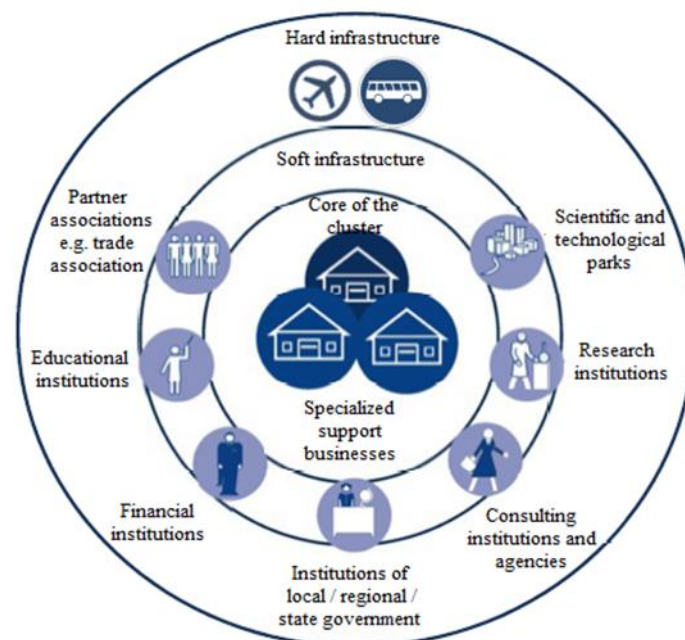 Hard infrastructure
Soft infrastructure
Core of the
cluster
Partner
associations
e.g. trade
association
Scientific and
technological
parks
Educational
institutions
Research
institutions
Specialized
support
businesses
Financial
institutions
Consulting
institutions and
agencies
Institutions of
local / regional /
state government